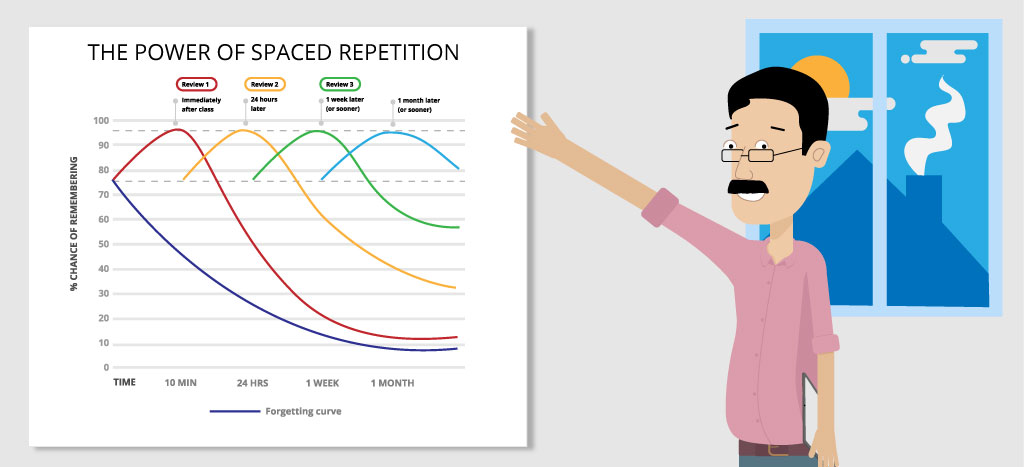 THE POWER OF SPACED REPETITION
Review 1
Review 2
Review 3
Immediately
after class
24 hours
later
1 week later
(or sooner)
1 month later
(or sooner)
% CHANCE OF REMEMBERING
100
90
80
70
60
50
40
30
20
10
0
TIME
10 MIN
24 HRS
1 WEEK
1 MONTH
Forgetting curve